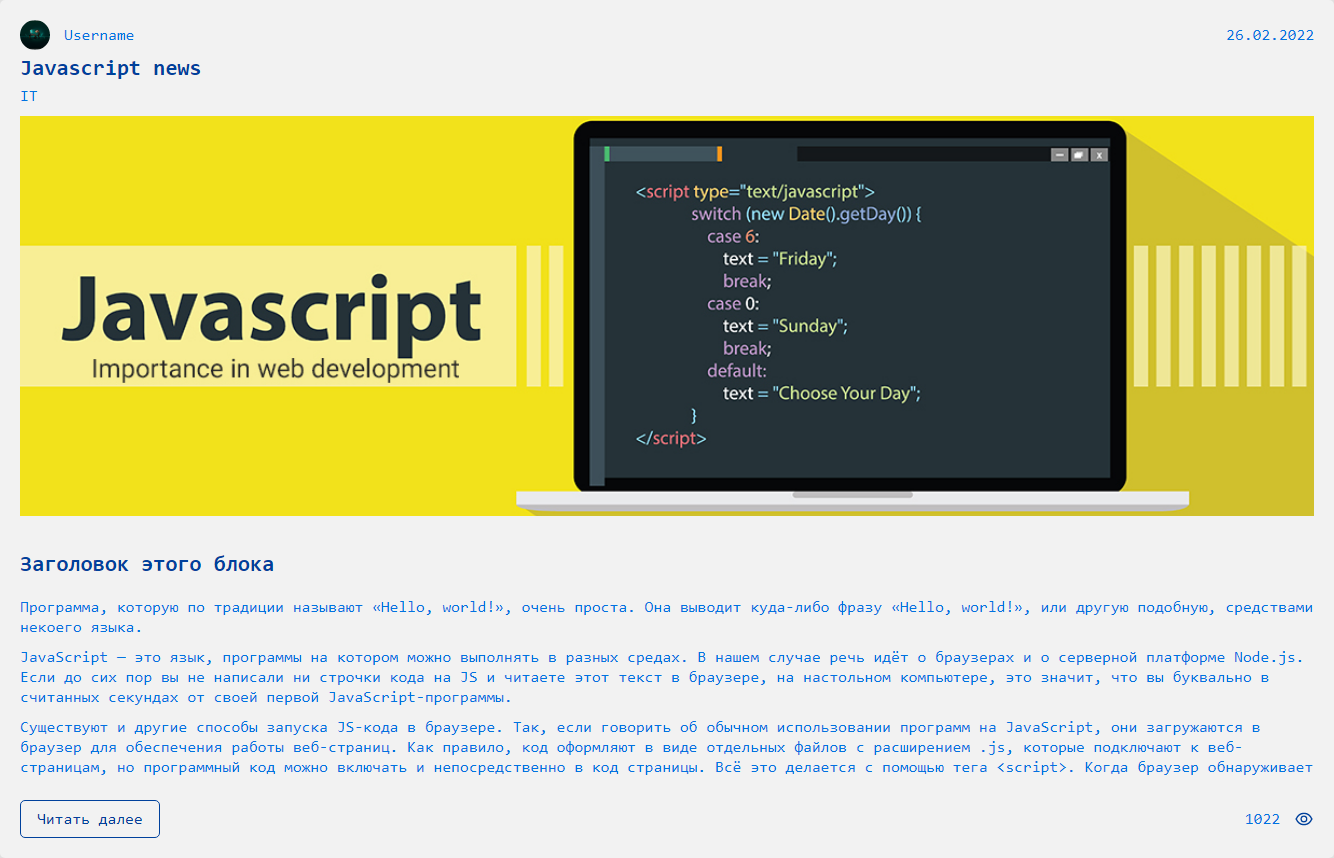 Username
26.02.2022
Javascript news
IT
Javascript
Importance in web development
x
<script type="text/javascript">
switch (new Date().getDay()) {
case 6:
text = "Friday";
break;
case 0:
text = "Sunday";
break;
default:
text = "Choose Your Day";
}
</script>
Заголовок этого блока
Программа, которую по традиции называют «Hello, world!», очень проста. Она выводит куда-либо фразу «Hello, world!», или другую подобную, средствами
некоего языка.
JavaScript — это язык, программы на котором можно выполнять в разных средах. В нашем случае речь идёт о браузерах и о серверной платформе Node.js.
Если до сих пор вы не написали ни строчки кода на JS и читаете этот текст в браузере, на настольном компьютере, это значит, что вы буквально в
считанных секундах от своей первой JavaScript-программы.
Существуют и другие способы запуска JS-кода в браузере. Так, если говорить об обычном использовании программ на JavaScript, они загружаются в
браузер для обеспечения работы веб-страниц. Как правило, код оформляют в виде отдельных файлов с расширением .js, которые подключают к веб-
страницам, но программный код можно включать и непосредственно в код страницы. Всё это делается с помощью тега <script>. Когда браузер обнаруживает
Читать далее
1022